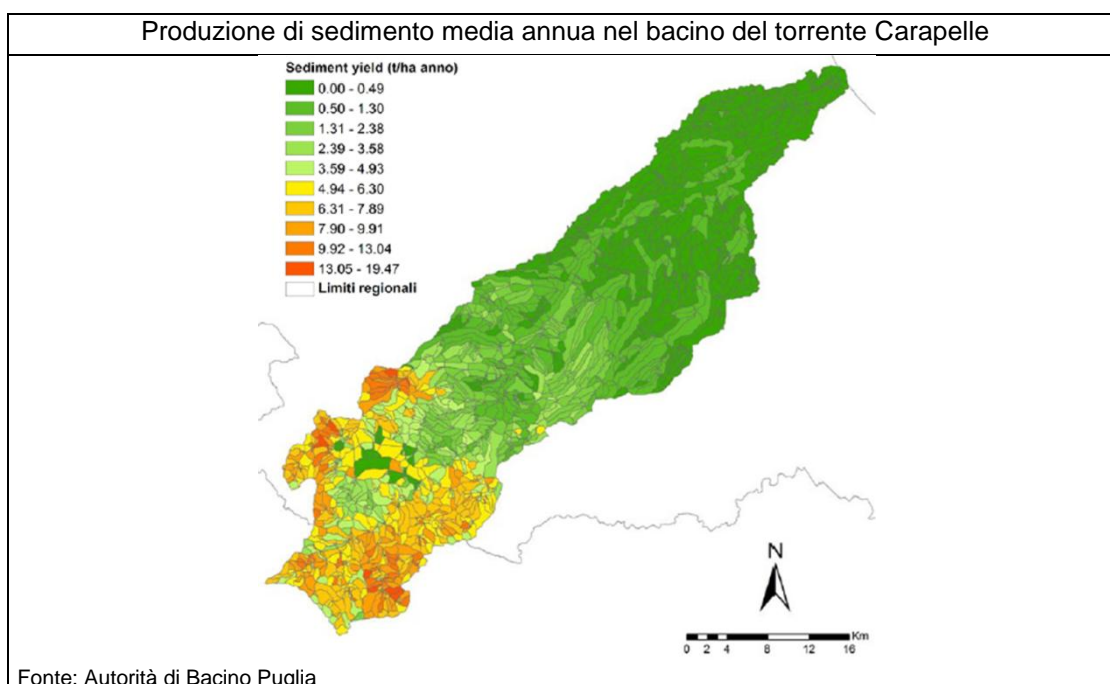 Produzione di sedimento media annua nel bacino del torrente Carapelle
Sediment yield (t/ha anno)
0.00 - 0.49
0.50 - 1.30
1.31 - 2.38
2.39 - 3.58
3.59 - 4.93
4.94 - 6.30
6.31 - 7.89
7.90 - 9.91
9.92 - 13.04
13.05 - 19.47
Limiti regionali
N
Km
0 2 4 8 12 16
Fonte: Autorità di Bacino Puglia